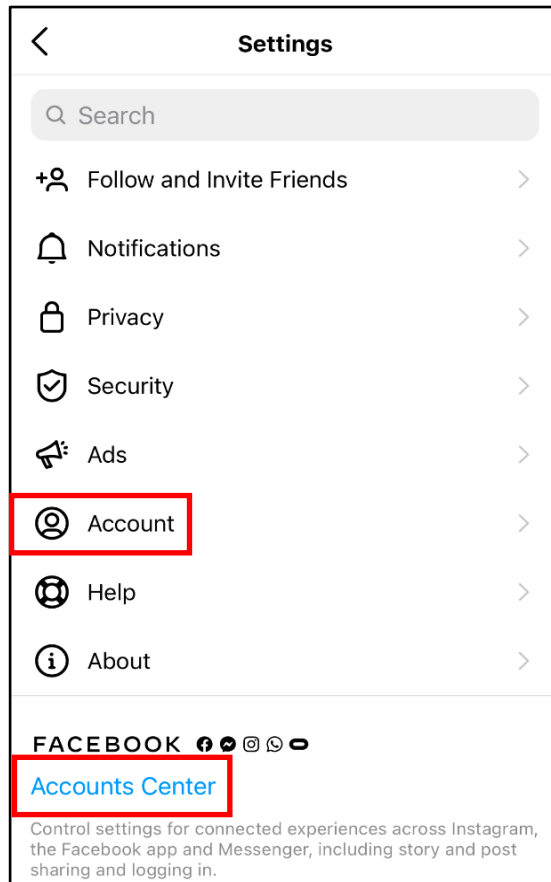 Settings
Search
Follow and Invite Friends
Notifications
Privacy
Security
Ads
Account
Help
About
FACEBOOK
Accounts Center
Control settings for connected experiences across Instagram,
the Facebook app and Messenger, including story and post
sharing and logging in.